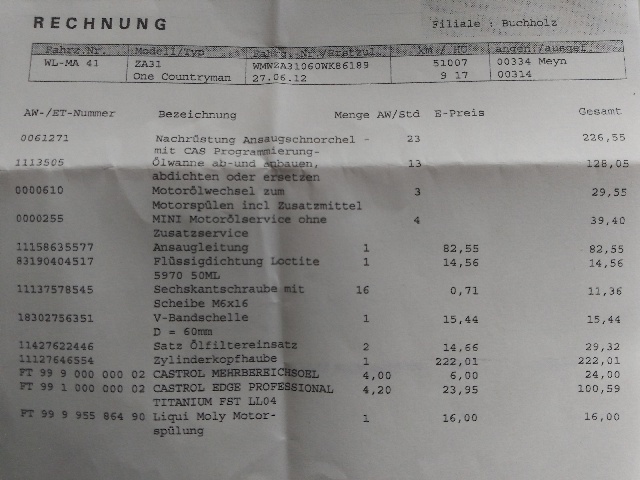 RECHNUNG Filiale : Buchholz
Fahrz.Nr. Modell/Typ Fahrg. Nr./Erstzul. km / HU angen./ausgef.
WL-MA 41 ZA31 WMWZA31060WK86189 51007 00334 Meyn
One Countryman 27.06.12 9 17 00314
AW-/ET-Nummer Bezeichnung Menge AW/Std E-Preis Gesamt
0061271 Nachrüstung Ansaugschnorchel - 23 226,55
mit CAS Programmierung-
1113505 Ölwanne ab-und anbauen, 13 128,05
abdichten oder ersetzen
0000610 Motorölwechsel zum 3 29,55
Motorspülen incl Zusatzmittel
0000255 MINI Motorölservice ohne 4 39,40
Zusatzservice
11158635577 Ansaugleitung 1 82,55 82,55
83190404517 Flüssigdichtung Loctite 1 14,56 14,56
5970 50ML
11137578545 Sechskantschraube mit 16 0,71 11,36
Scheibe M6x16
18302756351 V-Bandschelle 1 15,44 15,44
D = 60mm
11427622446 Satz Ölfiltereinsatz 2 14,66 29,32
11127646554 Zylinderkopfhaube 1 222,01 222,01
FT 99 9 000 000 02 CASTROL MEHRBEREICHSOEL 4,00 6,00 24,00
FT 99 1 000 000 02 CASTROL EDGE PROFESSIONAL 4,20 23,95 100,59
TITANIUM FST LL04
FT 99 9 955 864 90 Liqui Moly Motor- 1 16,00 16,00
spülung